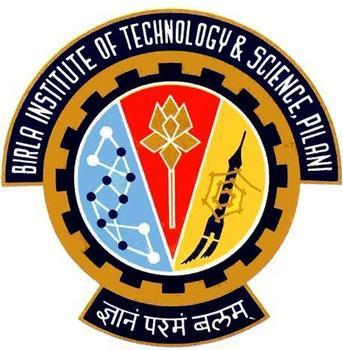 BIRLA INSTITUTE OF TECHNOLOGY & SCIENCE, PILANI
ज्ञानं परमं बलम्